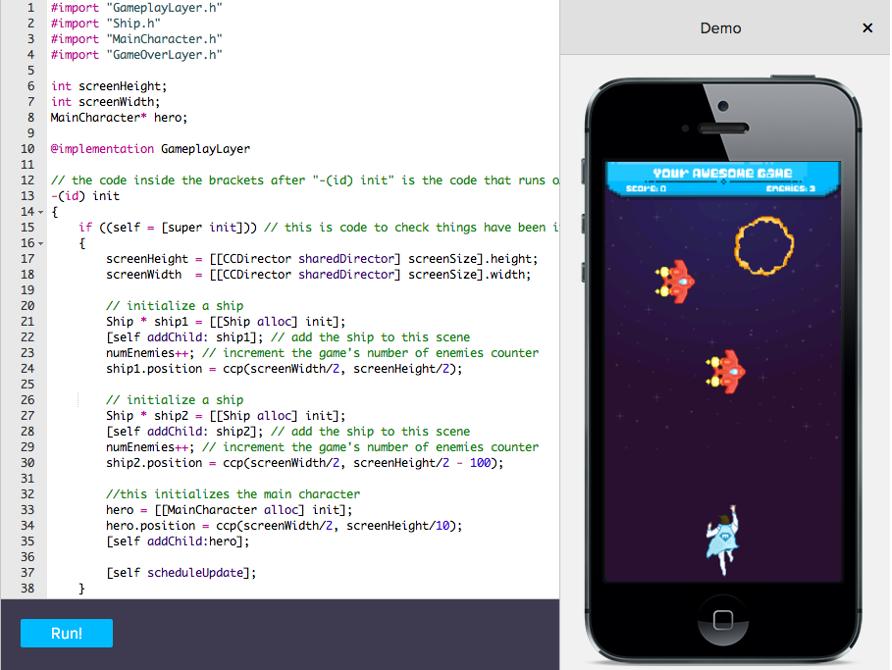 1 #import "GameplayLayer.h"
2 #import "Ship.h"
3 #import "MainCharacter.h"
4 #import "GameOverLayer.h"
5
6 int screenHeight;
7 int screenWidth;
8 MainCharacter* hero;
9
10 @implementation GameplayLayer
11
12 // the code inside the brackets after "-(id) init" is the code that runs o
13 -(id) init
14 {
15 if ((self = [super init])) // this is code to check things have been i
16 {
17 screenHeight = [[CCDirector sharedDirector] screenSize].height;
18 screenWidth = [[CCDirector sharedDirector] screenSize].width;
19
20 // initialize a ship
21 Ship * ship1 = [[Ship alloc] init];
22 [self addChild: ship1]; // add the ship to this scene
23 numEnemies++; // increment the game's number of enemies counter
24 ship1.position = ccp(screenWidth/2, screenHeight/2);
25
26 // initialize a ship
27 Ship * ship2 = [[Ship alloc] init];
28 [self addChild: ship2]; // add the ship to this scene
29 numEnemies++; // increment the game's number of enemies counter
30 ship2.position = ccp(screenWidth/2, screenHeight/2 - 100);
31
32 //this initializes the main character
33 hero = [[MainCharacter alloc] init];
34 hero.position = ccp(screenWidth/2, screenHeight/10);
35 [self addChild:hero];
36
37 [self scheduleUpdate];
38 }
Run!
Demo ×
YOUR AWESOME GAME
SCORE: 0 ENEMIES: 3